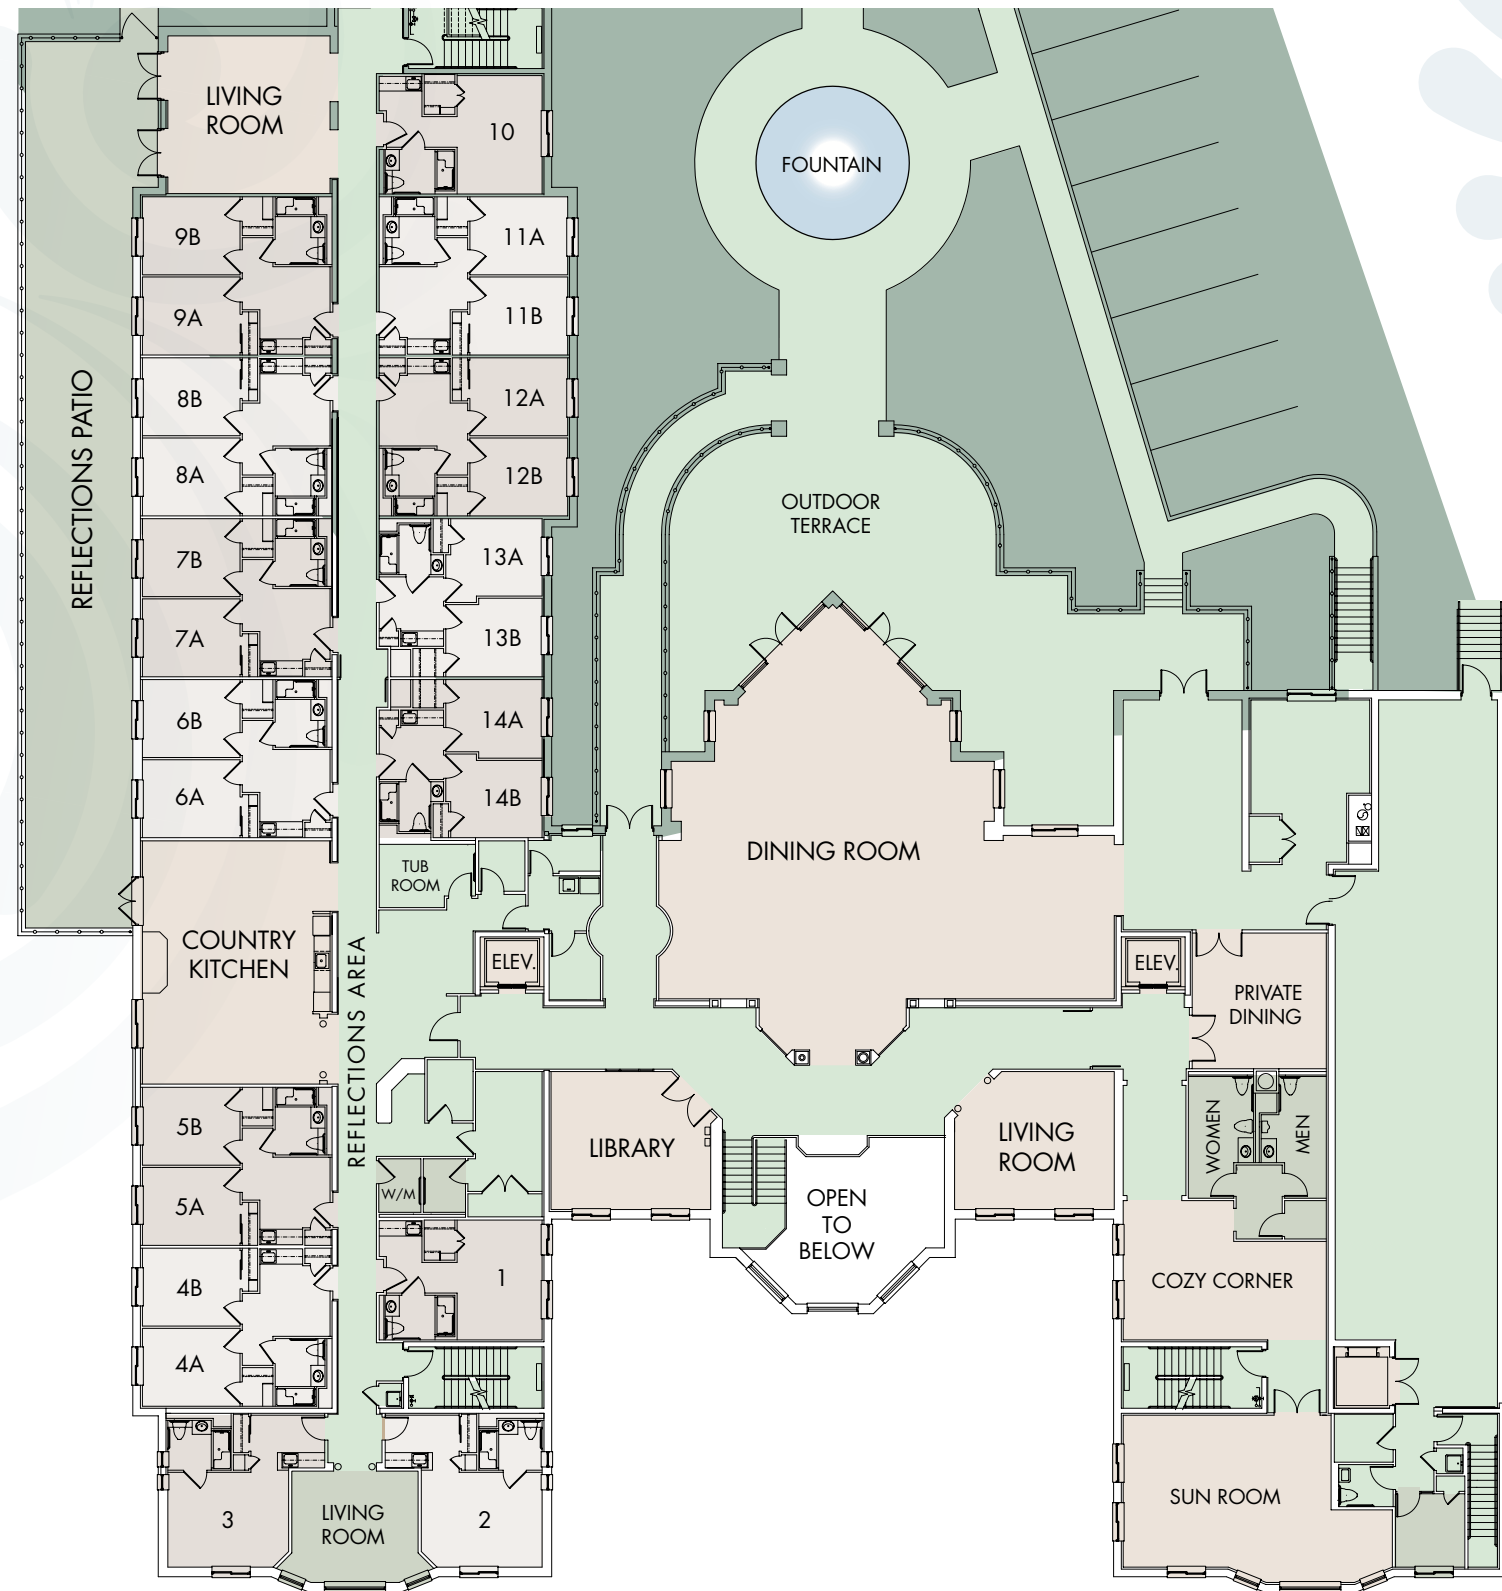 LIVING
ROOM
10
FOUNTAIN
9B
11A
9A
11B
8B
12A
8A
12B
REFLECTIONS PATIO
OUTDOOR
TERRACE
7B
13A
7A
13B
6B
14A
6A
14B
TUB
ROOM
DINING ROOM
COUNTRY
KITCHEN
REFLECTIONS AREA
ELEV.
ELEV.
PRIVATE
DINING
5B
LIBRARY
LIVING
ROOM
WOMEN
MEN
5A
W/M
OPEN
TO
BELOW
4B
1
COZY CORNER
4A
3
LIVING
ROOM
2
SUN ROOM